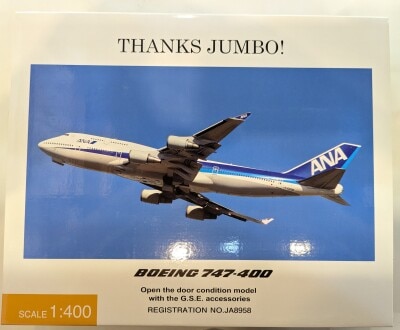 THANKS JUMBO!
ANA
ANA
BOEING 747-400
Open the door condition model
with the G.S.E. accessories
REGISTRATION NO.JA8958
SCALE 1:400